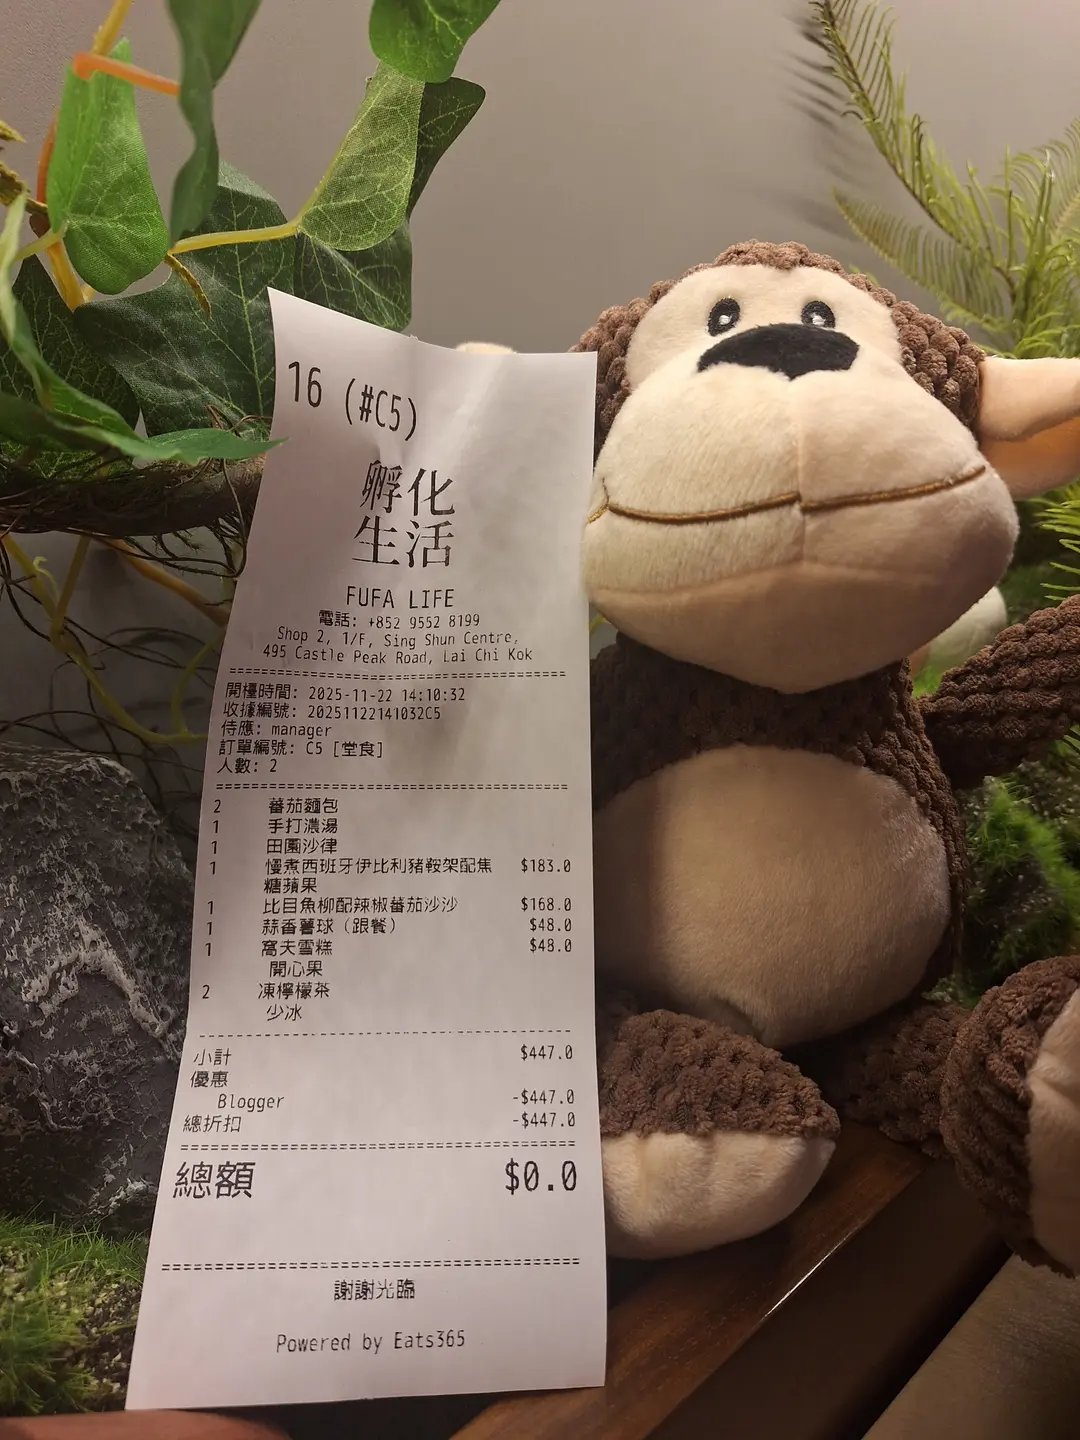 16 (#C5)
孵化
生活
FUFA LIFE
電話: +852 9552 8199
Shop 2, 1/F, Sing Shun Centre,
495 Castle Peak Road, Lai Chi Kok
開檯時間: 2025-11-22 14:10:32
收據編號: 20251122141032C5
侍應: manager
訂單編號: C5 [堂食]
人數: 2
2 蕃茄麵包
1 手打濃湯
1 田園沙律
1 慢煮西班牙伊比利豬鞍架配焦 $183.0
糖蘋果
1 比目魚柳配辣椒蕃茄沙沙 $168.0
1 蒜香薯球（跟餐） $48.0
1 窩夫雪糕 $48.0
開心果
2 凍檸檬茶
少冰
小計 $447.0
優惠
Blogger -$447.0
總折扣 -$447.0
總額 $0.0
謝謝光臨
Powered by Eats365